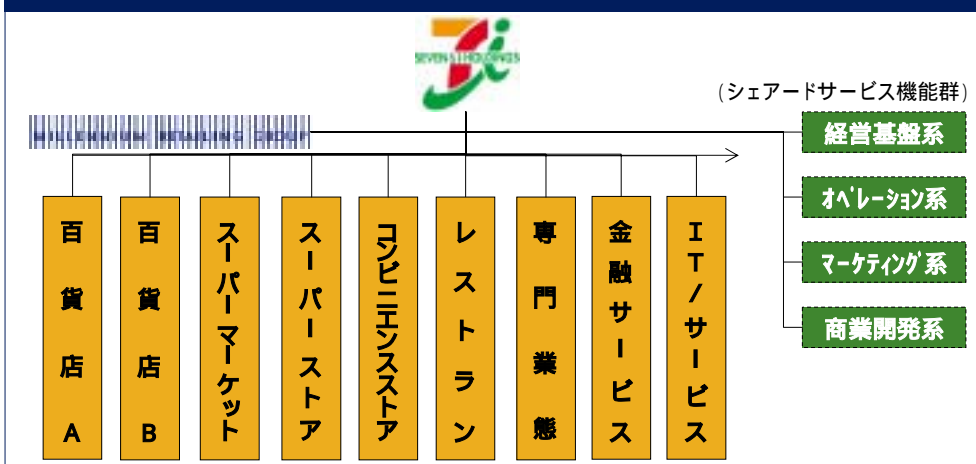 SEVEN & i HOLDINGS
(シェアードサービス機能群)
MILLENNIUM RETAILING GROUP
経営基盤系
オペレーション系
マーケティング系
商業開発系
百貨店A
百貨店B
スーパーマーケット
スーパーストア
コンビニエンスストア
レストラン
専門業態
金融サービス
IT/サービス